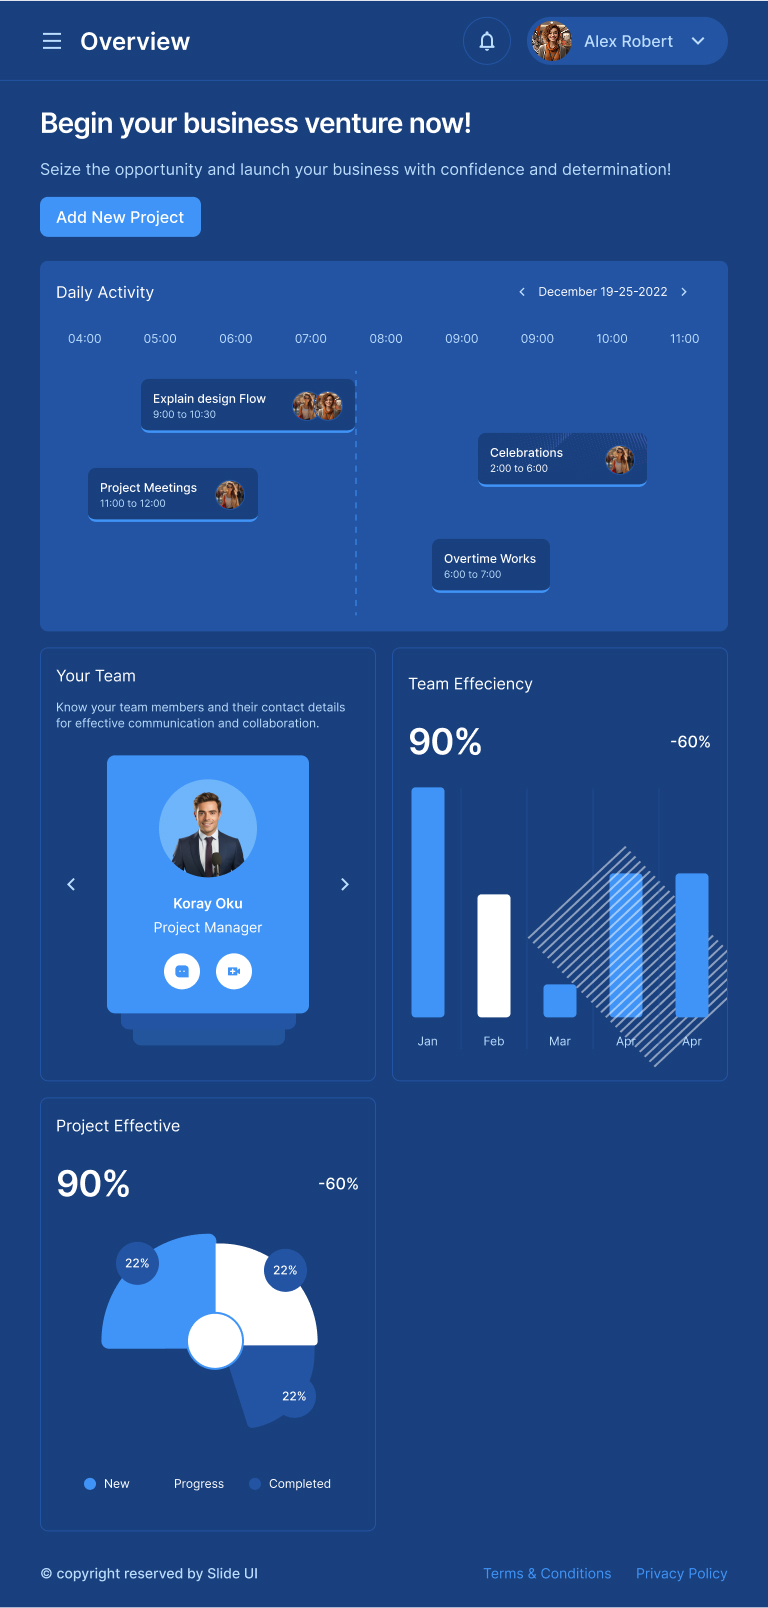 Overview
Alex Robert
Begin your business venture now!
Seize the opportunity and launch your business with confidence and determination!
Add New Project
Daily Activity
December 19-25-2022
04:00 05:00 06:00 07:00 08:00 09:00 09:00 10:00 11:00
Explain design Flow
9:00 to 10:30
Celebrations
2:00 to 6:00
Project Meetings
11:00 to 12:00
Overtime Works
6:00 to 7:00
Your Team
Know your team members and their contact details
for effective communication and collaboration.
Koray Oku
Project Manager
Team Effeciency
90%
-60%
Jan Feb Mar Apr Apr
Project Effective
90%
-60%
22%
22%
22%
New Progress Completed
© copyright reserved by Slide UI
Terms & Conditions Privacy Policy